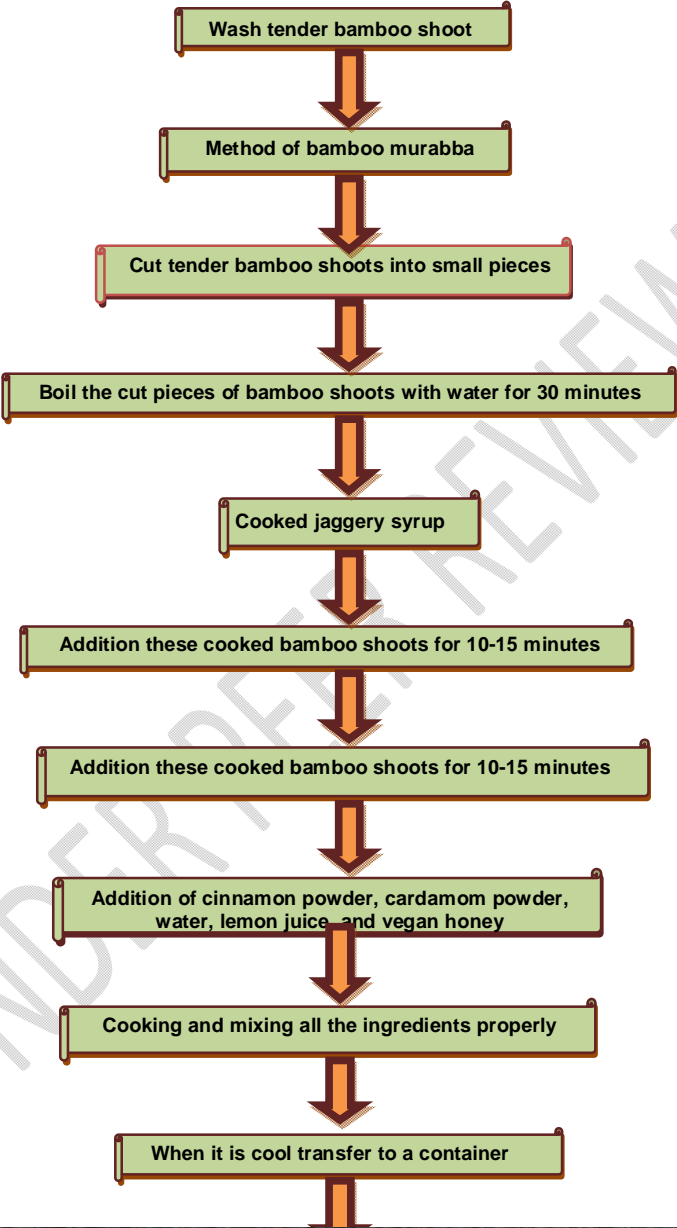 Wash tender bamboo shoot
Method of bamboo murabba
Cut tender bamboo shoots into small pieces
Boil the cut pieces of bamboo shoots with water for 30 minutes
Cooked jaggery syrup
Addition these cooked bamboo shoots for 10-15 minutes
Addition these cooked bamboo shoots for 10-15 minutes
Addition of cinnamon powder, cardamom powder,
water, lemon juice, and vegan honey
Cooking and mixing all the ingredients properly
When it is cool transfer to a container
NDER PEER REVIEW